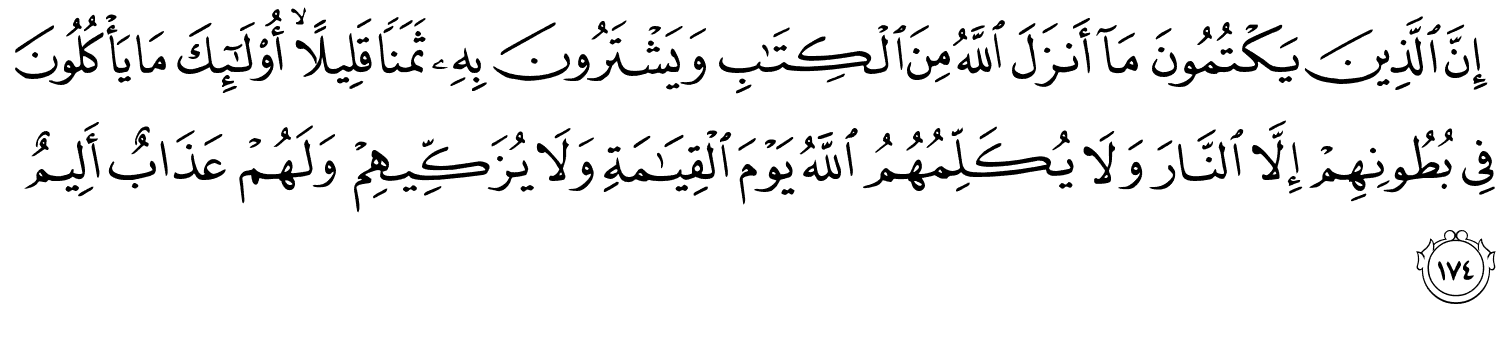 إِنَّ ٱلَّذِينَ يَكْتُمُونَ مَآ أَنزَلَ ٱللَّهُ مِنَ ٱلْكِتَـٰبِ وَيَشْتَرُونَ بِهِۦ ثَمَنًا قَلِيلًا ۙ أُو۟لَـٰٓئِكَ مَا يَأْكُلُونَ
فِى بُطُونِهِمْ إِلَّا ٱلنَّارَ وَلَا يُكَلِّمُهُمُ ٱللَّهُ يَوْمَ ٱلْقِيَـٰمَةِ وَلَا يُزَكِّيهِمْ وَلَهُمْ عَذَابٌ أَلِيمٌ
١٧٤